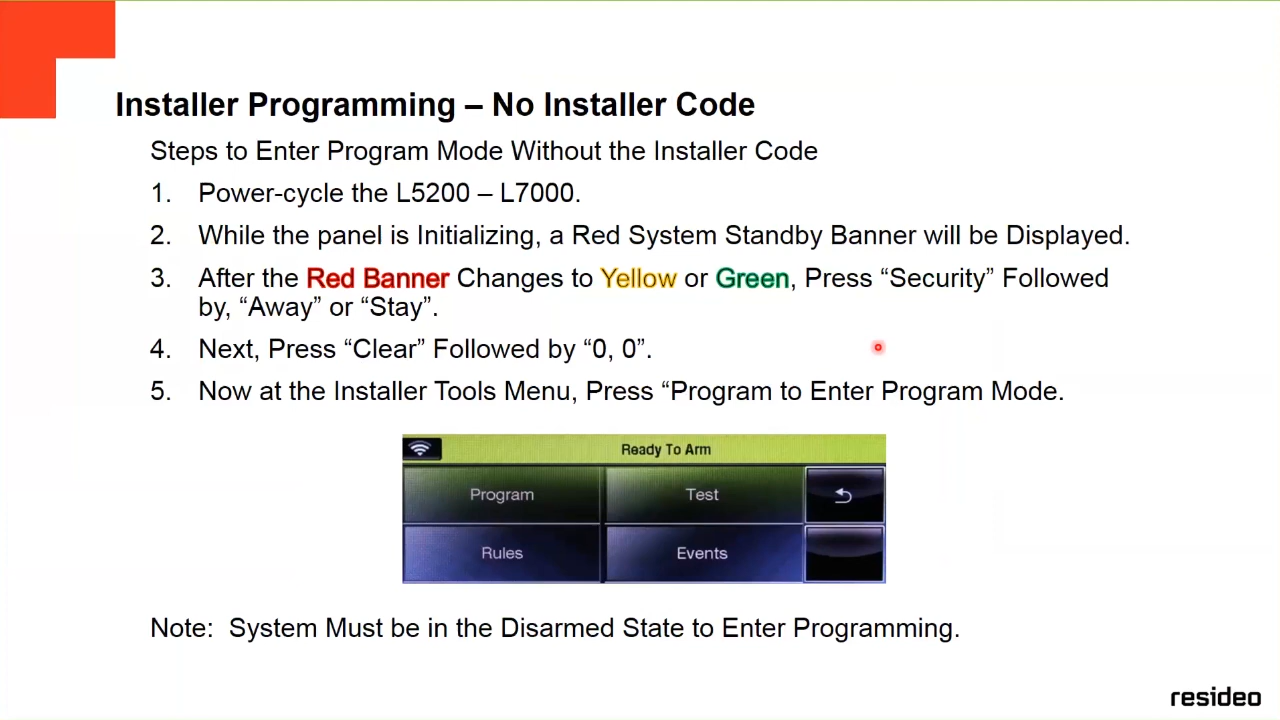 Installer Programming – No Installer Code
Steps to Enter Program Mode Without the Installer Code
1. Power-cycle the L5200 – L7000.
2. While the panel is Initializing, a Red System Standby Banner will be Displayed.
3. After the Red Banner Changes to Yellow or Green, Press “Security” Followed
by, “Away” or “Stay”.
4. Next, Press “Clear” Followed by “0, 0”.
5. Now at the Installer Tools Menu, Press “Program to Enter Program Mode.
Ready To Arm
Program Test
Rules Events
Note: System Must be in the Disarmed State to Enter Programming.
resideo